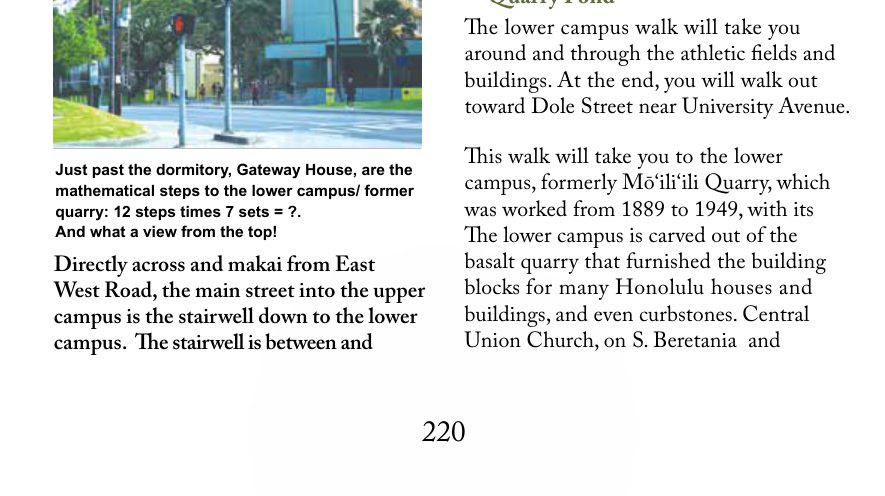 Just past the dormitory, Gateway House, are the
mathematical steps to the lower campus/ former
quarry: 12 steps times 7 sets = ?.
And what a view from the top!
Directly across and makai from East
West Road, the main street into the upper
campus is the stairwell down to the lower
campus. The stairwell is between and
Quarry Pond
The lower campus walk will take you
around and through the athletic fields and
buildings. At the end, you will walk out
toward Dole Street near University Avenue.
This walk will take you to the lower
campus, formerly Mō‘ili‘ili Quarry, which
was worked from 1889 to 1949, with its
The lower campus is carved out of the
basalt quarry that furnished the building
blocks for many Honolulu houses and
buildings, and even curbstones. Central
Union Church, on S. Beretania and
220